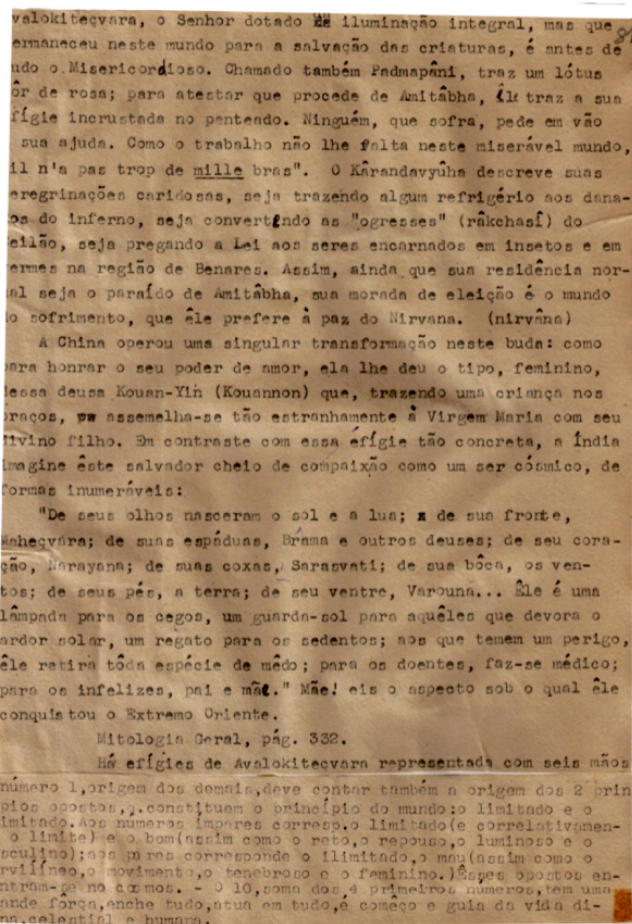 valokiteçvara, o Senhor dotado de iluminação integral, mas que
ermaneceu neste mundo para a salvação das criaturas, é antes de
udo o Misericordioso. Chamado também Padmapâni, traz um lótus
ôr de rosa; para atestar que procede de Amitâbha, êle traz a sua
fígie incrustada no penteado. Ninguém, que sofra, pede em vão
sua ajuda. Como o trabalho não lhe falta neste miserável mundo,
il n'a pas trop de mille bras". O Kârandavyûha descreve suas
eregrinações caridosas, seja trazendo algum refrigério aos dana-
os do inferno, seja convertendo as "ogresses" (râkchasî) do
eilão, seja pregando a Lei aos seres encarnados em insetos e em
ermes na região de Benares. Assim, ainda que sua residência nor-
al seja o paraído de Amitâbha, sua morada de eleição é o mundo
do sofrimento, que êle prefere à paz do Nirvana. (nirvâna)
A China operou uma singular transformação neste buda: como
para honrar o seu poder de amor, ela lhe deu o tipo, feminino,
dessa deusa Kouan-Yin (Kouannon) que, trazendo uma criança nos
braços, assemelha-se tão estranhamente à Virgem Maria com seu
divino filho. Em contraste com essa efígie tão concreta, a Índia
imagine êste salvador cheio de compaixão como um ser cósmico, de
formas inumeráveis:
"De seus olhos nasceram o sol e a lua; x de sua fronte,
Maheçvara; de suas espáduas, Brama e outros deuses; de seu cora-
ção, Narayana; de suas coxas, Sarasvati; de sua bôca, os ven-
tos; de seus pés, a terra; de seu ventre, Varouna... Êle é uma
lâmpada para os cegos, um guarda-sol para aquêles que devora o
ardor solar, um regato para os sedentos; aos que temem um perigo,
êle retira tôda espécie de mêdo; para os doentes, faz-se médico;
para os infelizes, pai e mãe." Mãe! eis o aspecto sob o qual êle
conquistou o Extremo Oriente.
Mitologia Geral, pág. 332.
Há efígies de Avalokiteçvara representada com seis mãos
número 1,origem dos demais,deve contar também a origem dos 2 prin
pios opostos,q.constituem o princípio do mundo:o limitado e o
imitado.Aos numeros ímpares corresp.o limitado(e correlativamen-
o limite) e o bom(assim como o reto,o repouso,o luminoso e o
sculino);aos pares corresponde o ilimitado,o mau(assim como o
rvilíneo,o movimento,o tenebroso e o feminino.)Êsses opostos en-
ntram-se no cosmos. - O 10,soma dos 4 primeiros números,tem uma
ande força,enche tudo,atua em tudo,é começo e guia da vida di-
na,celestial e humana.